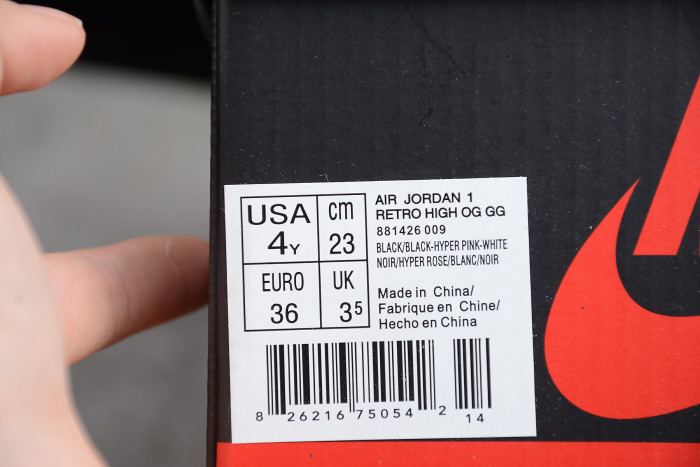 USA
4Y
cm
23
EURO
36
UK
35
AIR JORDAN 1
RETRO HIGH OG GG
881426 009
BLACK/BLACK-HYPER PINK-WHITE
NOIR/HYPER ROSE/BLANC/NOIR
Made in China/
Fabrique en Chine/
Hecho en China
8 26216 75054 2 14